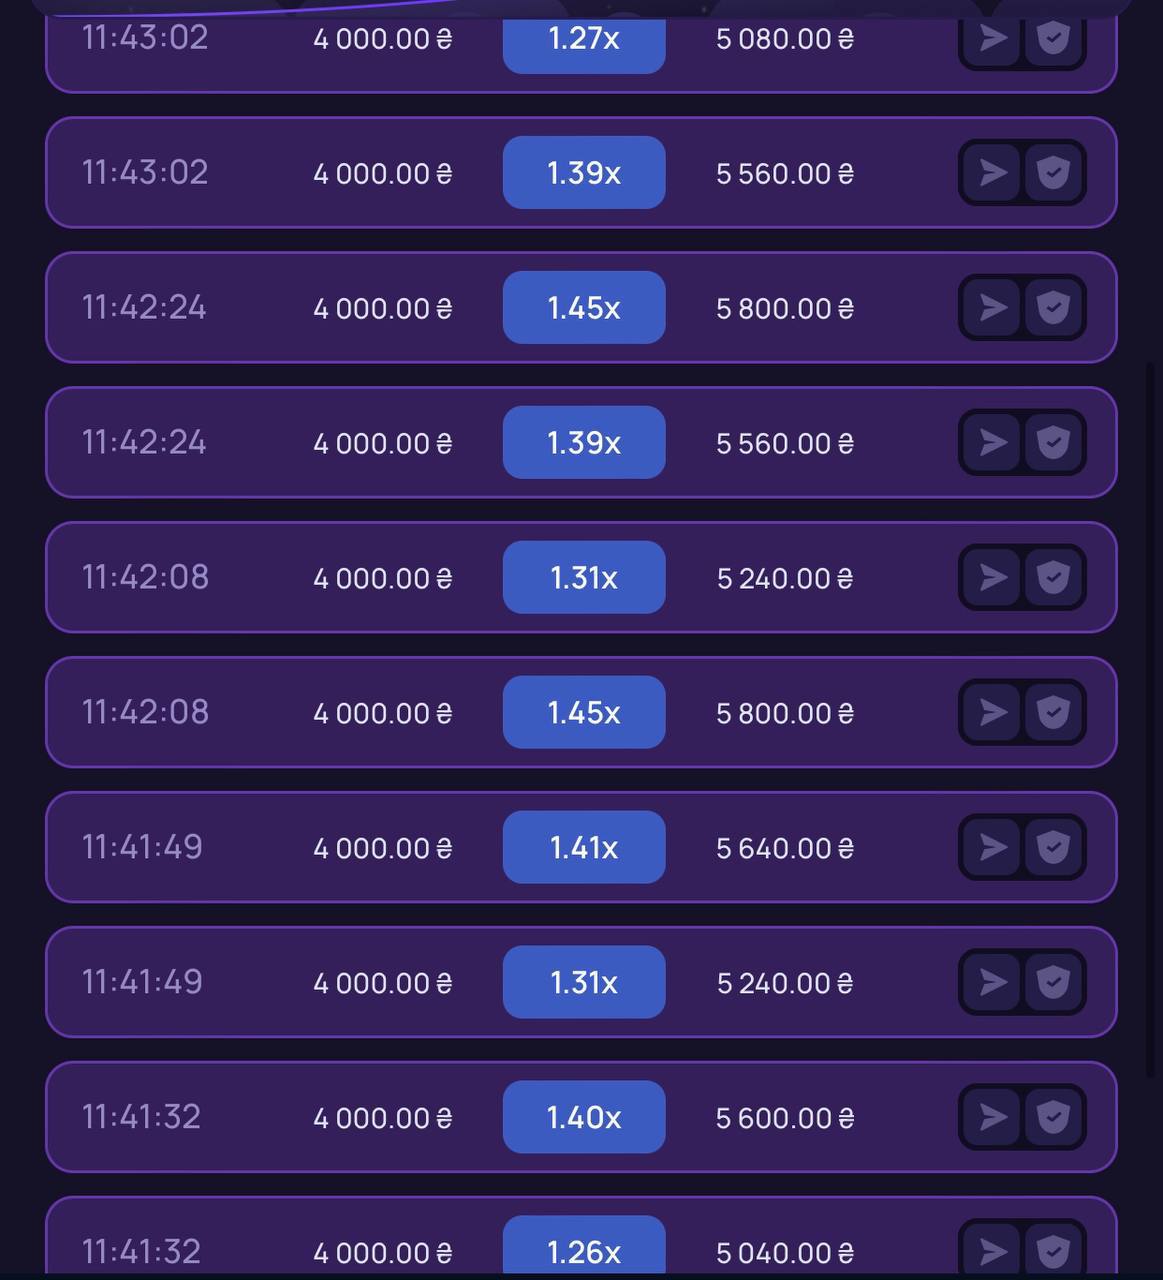 11:43:02 4 000.00 ₴ 1.27x 5 080.00 ₴
11:43:02 4 000.00 ₴ 1.39x 5 560.00 ₴
11:42:24 4 000.00 ₴ 1.45x 5 800.00 ₴
11:42:24 4 000.00 ₴ 1.39x 5 560.00 ₴
11:42:08 4 000.00 ₴ 1.31x 5 240.00 ₴
11:42:08 4 000.00 ₴ 1.45x 5 800.00 ₴
11:41:49 4 000.00 ₴ 1.41x 5 640.00 ₴
11:41:49 4 000.00 ₴ 1.31x 5 240.00 ₴
11:41:32 4 000.00 ₴ 1.40x 5 600.00 ₴
11:41:32 4 000.00 ₴ 1.26x 5 040.00 ₴